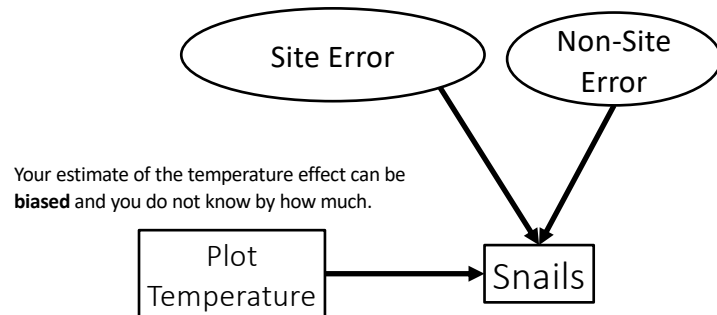 Site Error
Non-Site
Error
Your estimate of the temperature effect can be
biased and you do not know by how much.
Plot
Temperature
Snails